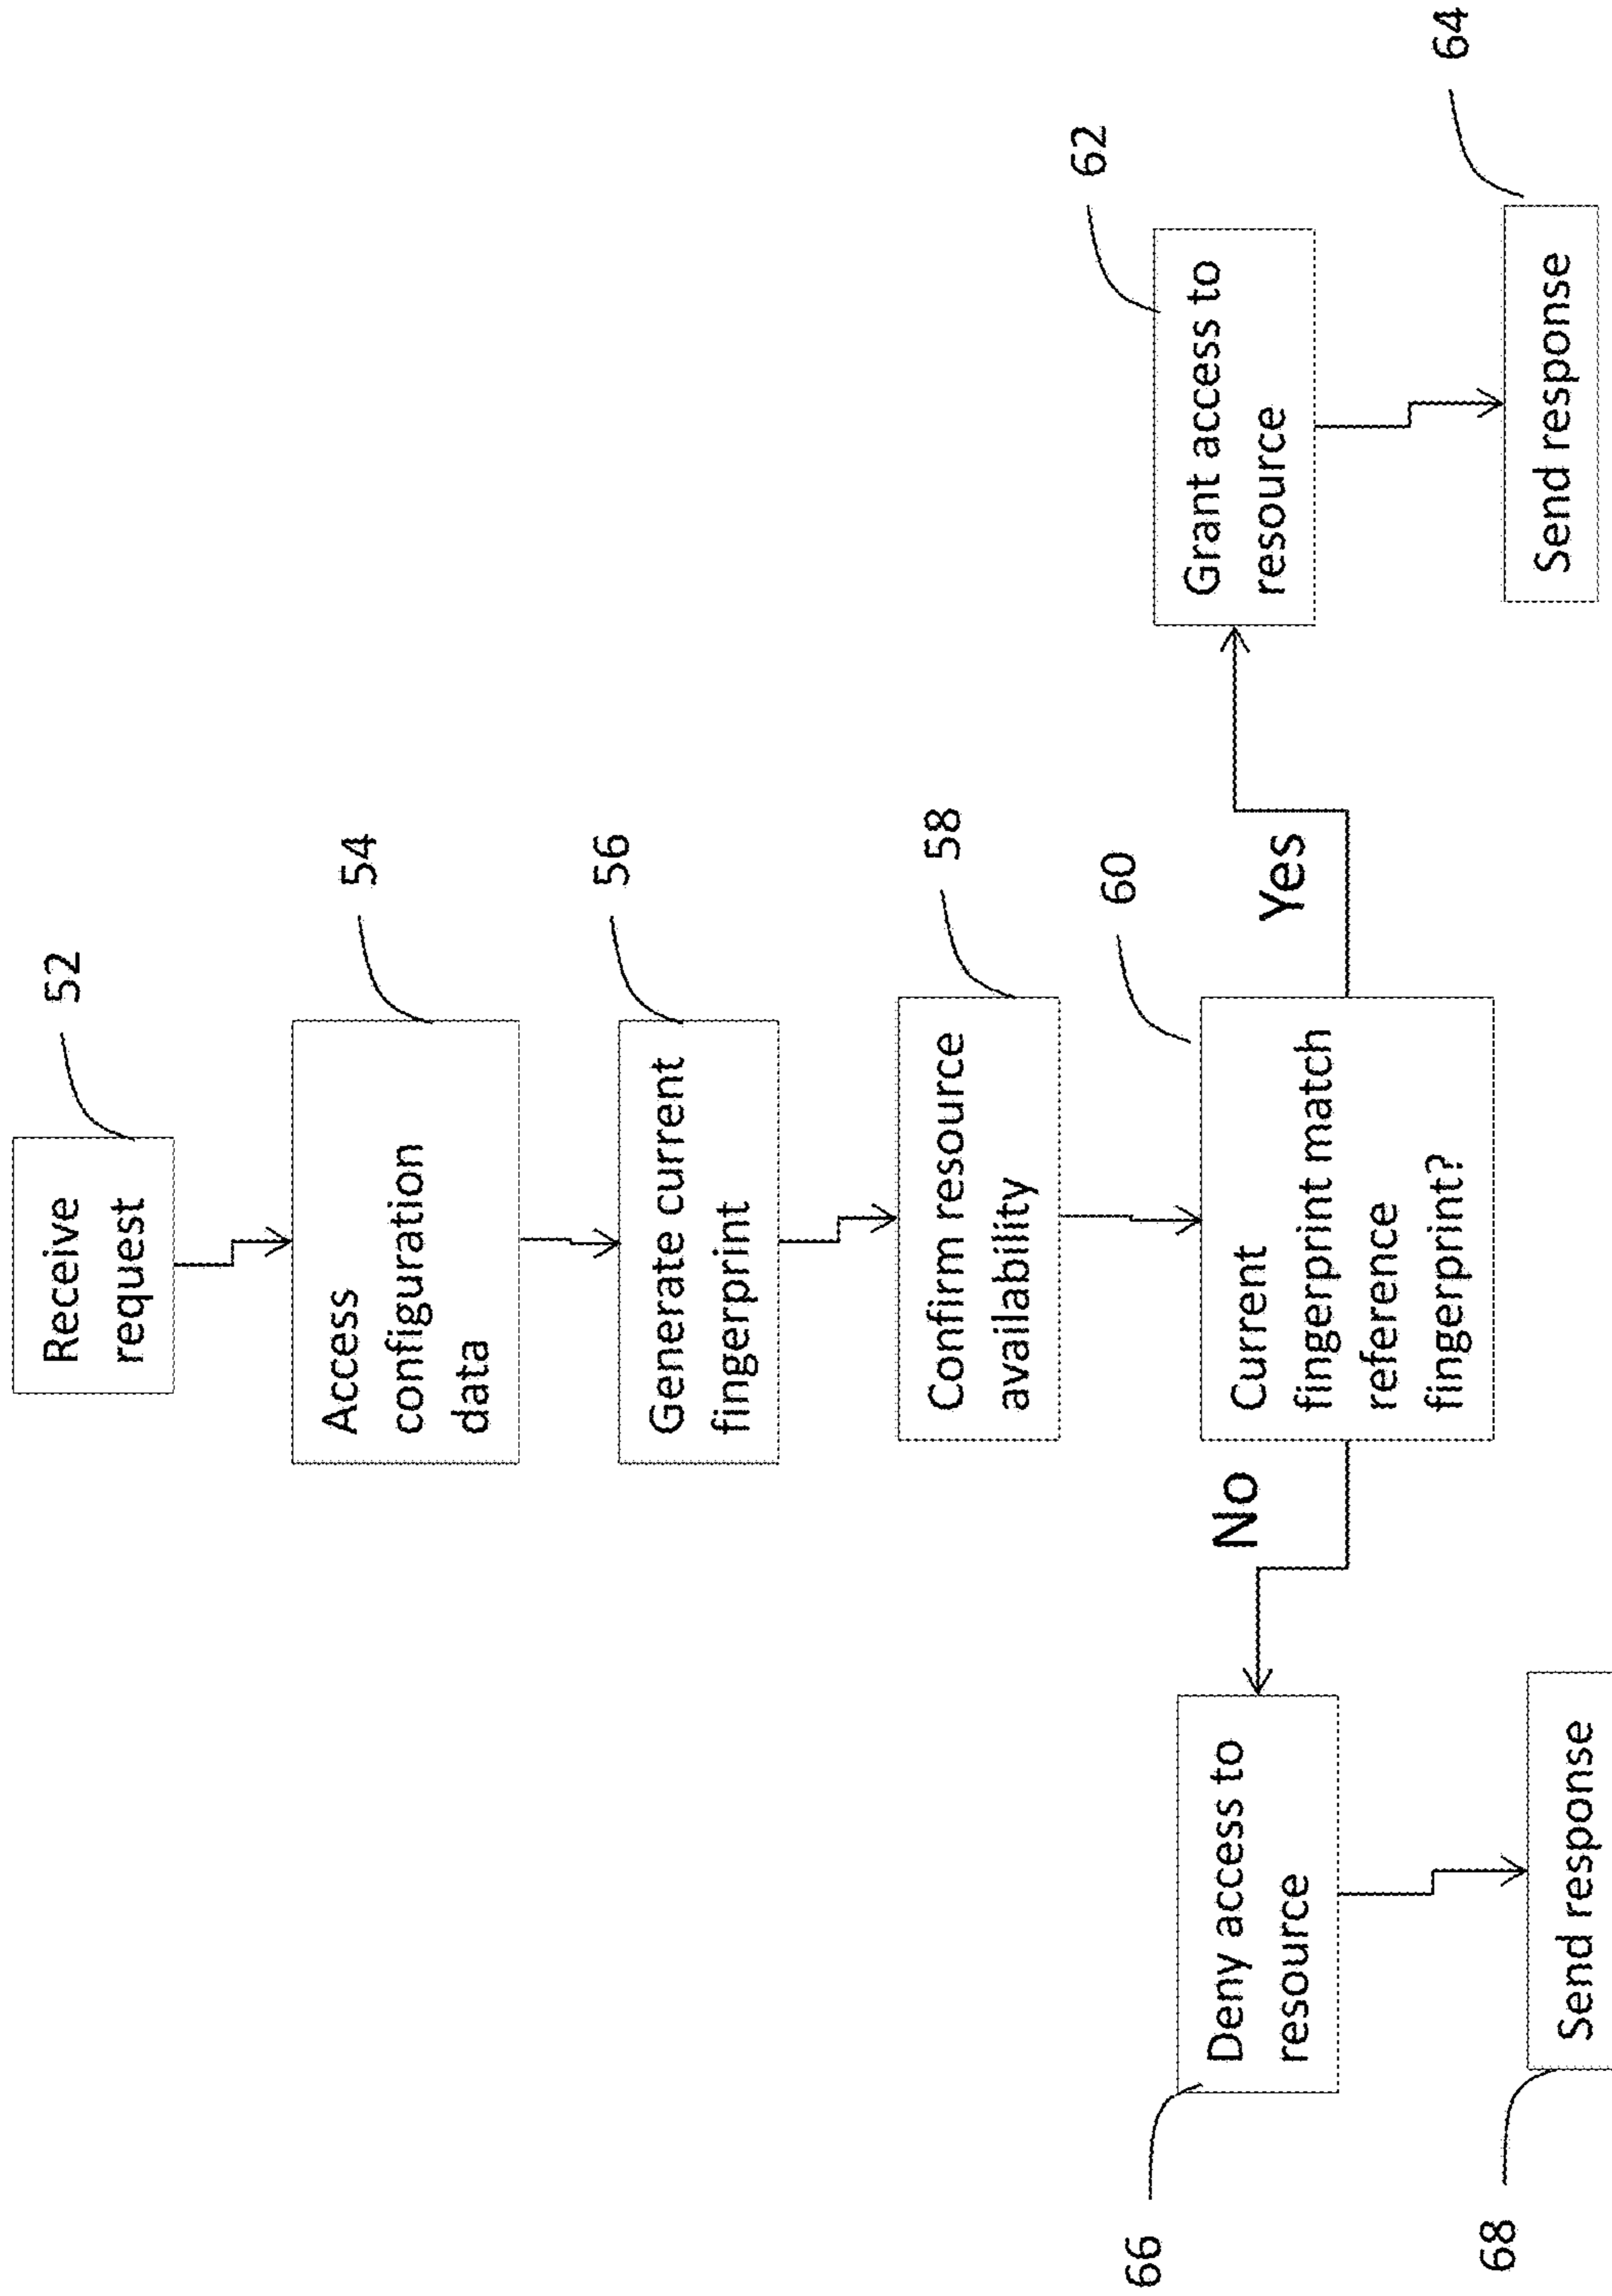 52
Receive
request
54
Access
configuration
data
56
Generate current
fingerprint
58
Confirm resource
availability
60
Current
fingerprint match
reference
fingerprint?
No
Yes
62
Grant access to
resource
64
Send response
66
Deny access to
resource
68
Send response